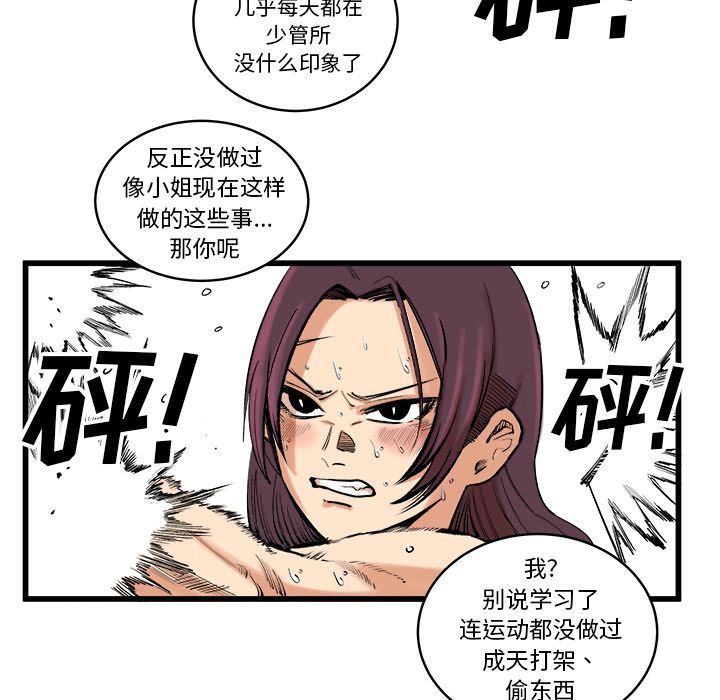 几乎每天都在
少管所
没什么印象了
砰!
反正没做过
像小姐现在这样
做的这些事...
那你呢
砰!
砰!
我?
别说学习了
连运动都没做过
成天打架、
偷东西